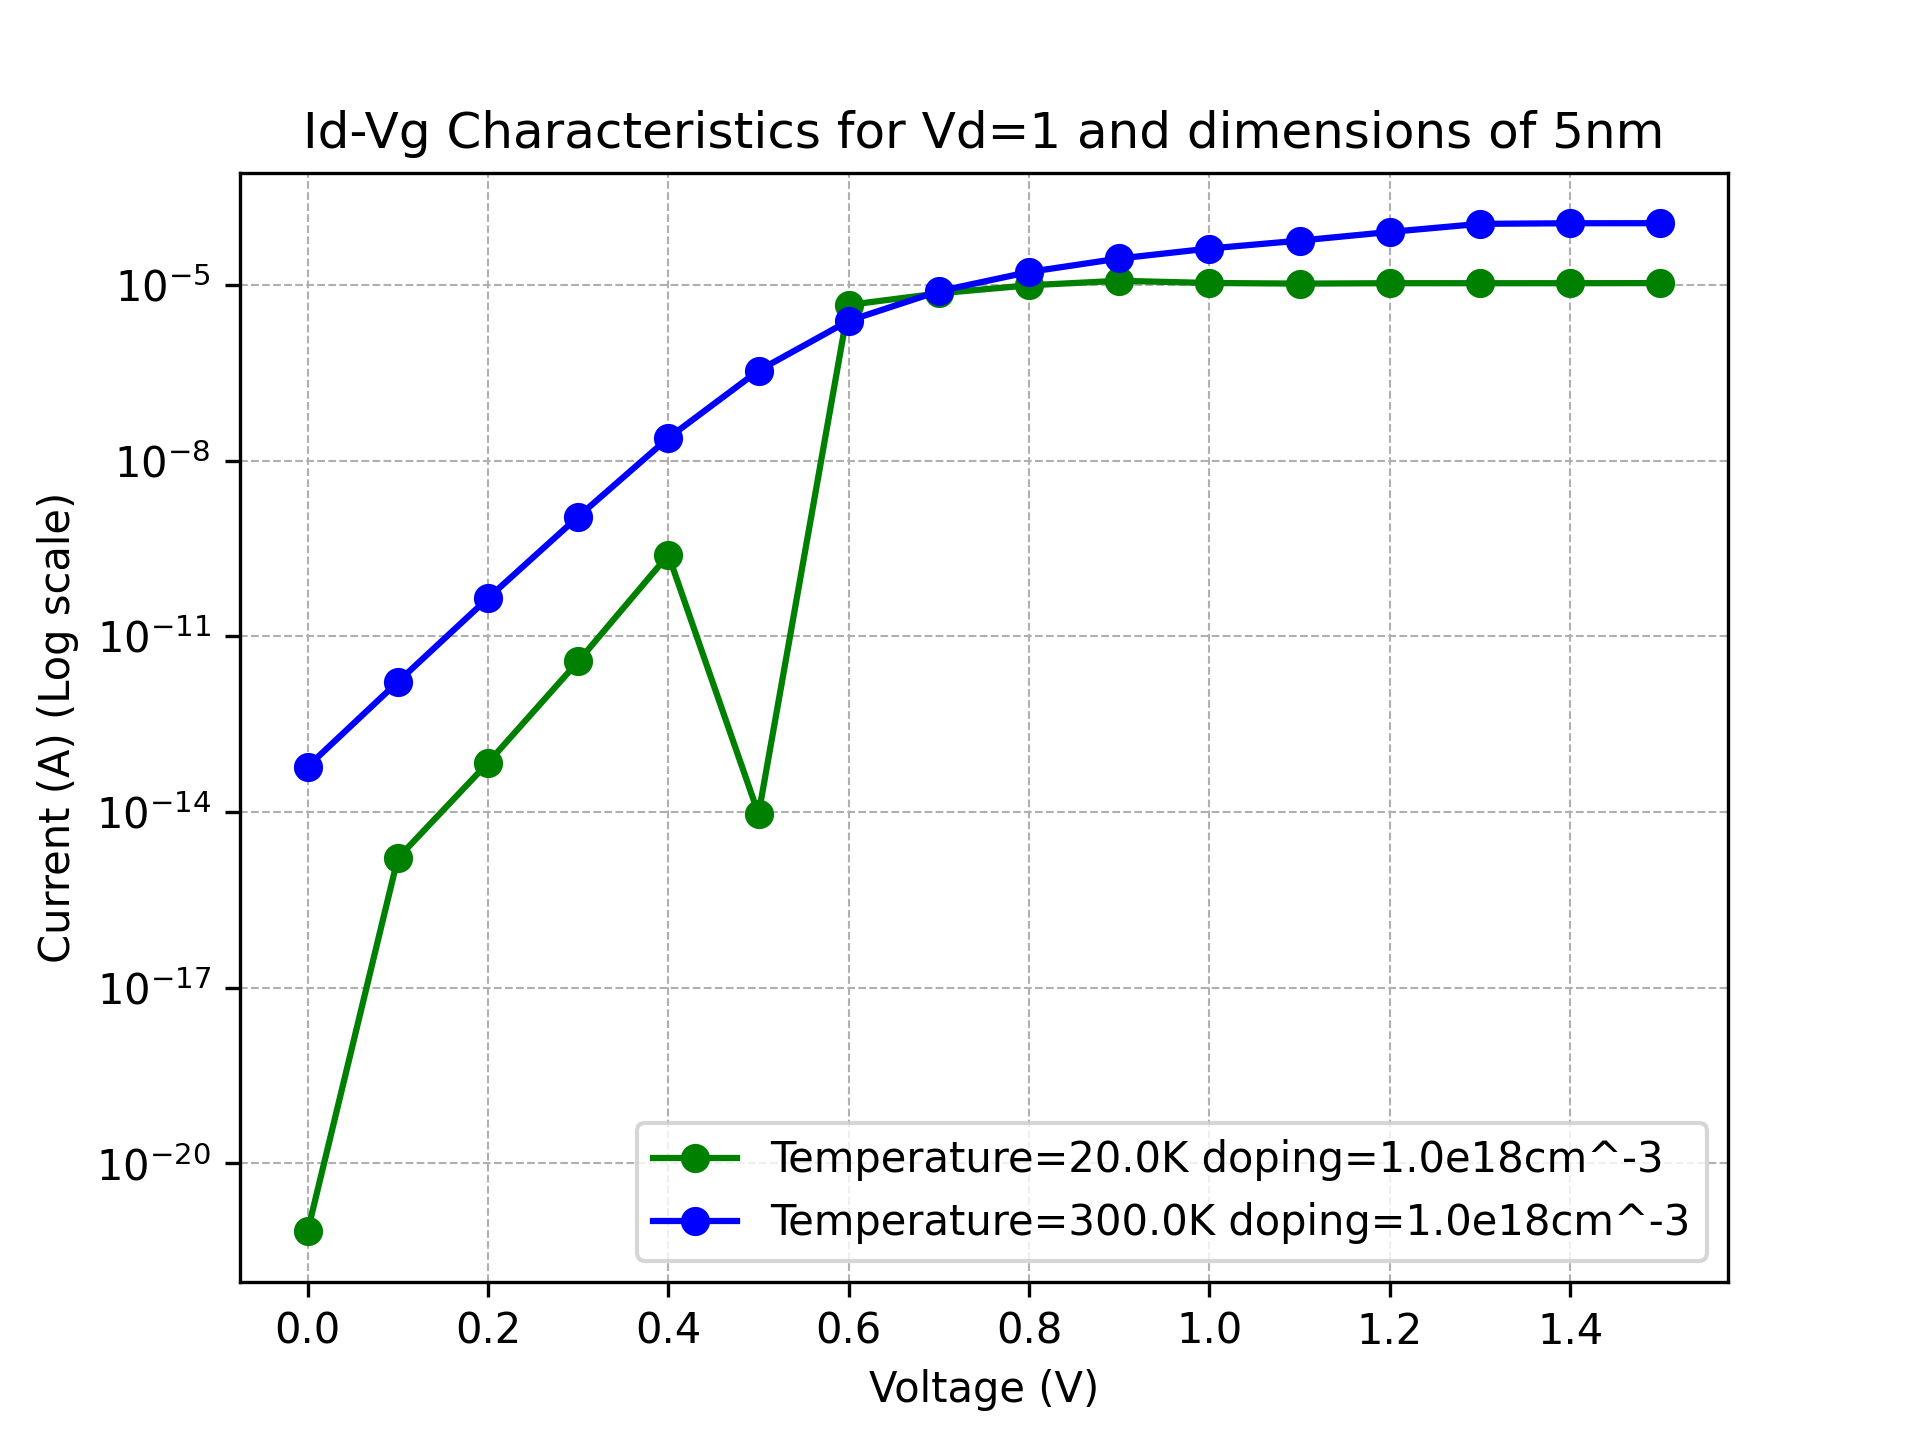 Id-Vg Characteristics for Vd=1 and dimensions of 5nm
Current (A) (Log scale)
10⁻⁵
10⁻⁸
10⁻¹¹
10⁻¹⁴
10⁻¹⁷
10⁻²⁰
Temperature=20.0K doping=1.0e18cm^-3
Temperature=300.0K doping=1.0e18cm^-3
0.0 0.2 0.4 0.6 0.8 1.0 1.2 1.4
Voltage (V)